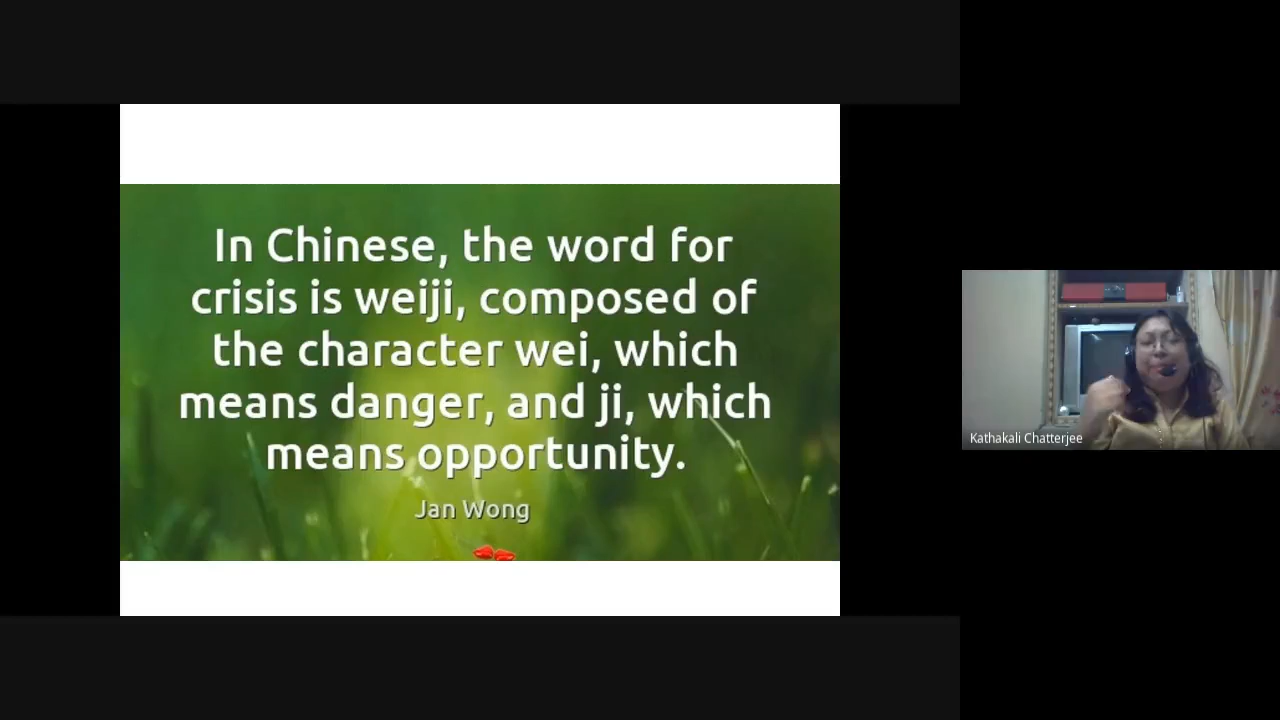 In Chinese, the word for
crisis is weiji, composed of
the character wei, which
means danger, and ji, which
means opportunity.
Jan Wong
Kathakali Chatterjee